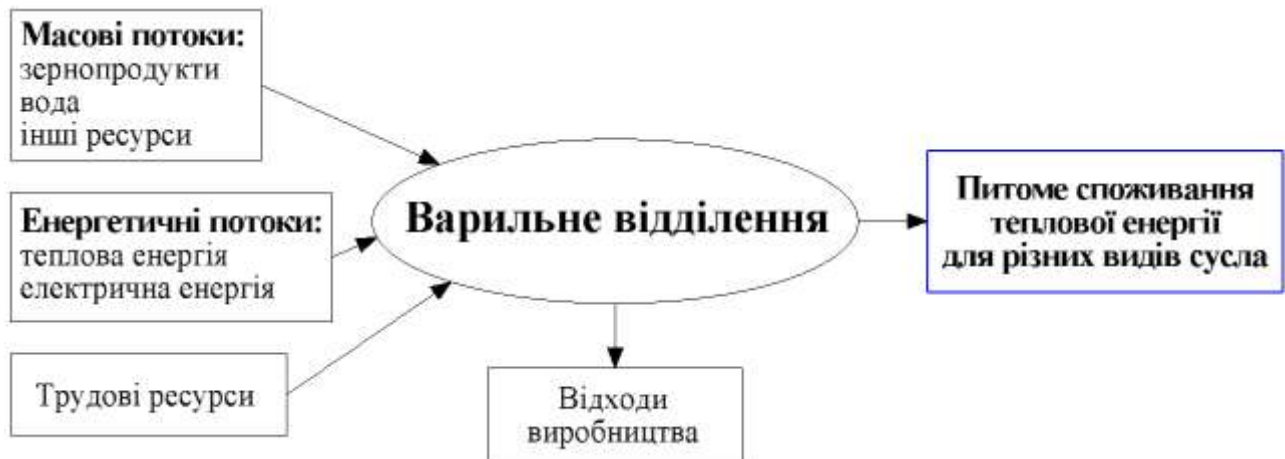 Масові потоки:
зернопродукти
вода
інші ресурси
Енергетичні потоки:
теплова енергія
електрична енергія
Трудові ресурси
Варильне відділення
Відходи
виробництва
Питоме споживання
теплової енергії
для різних видів сусла